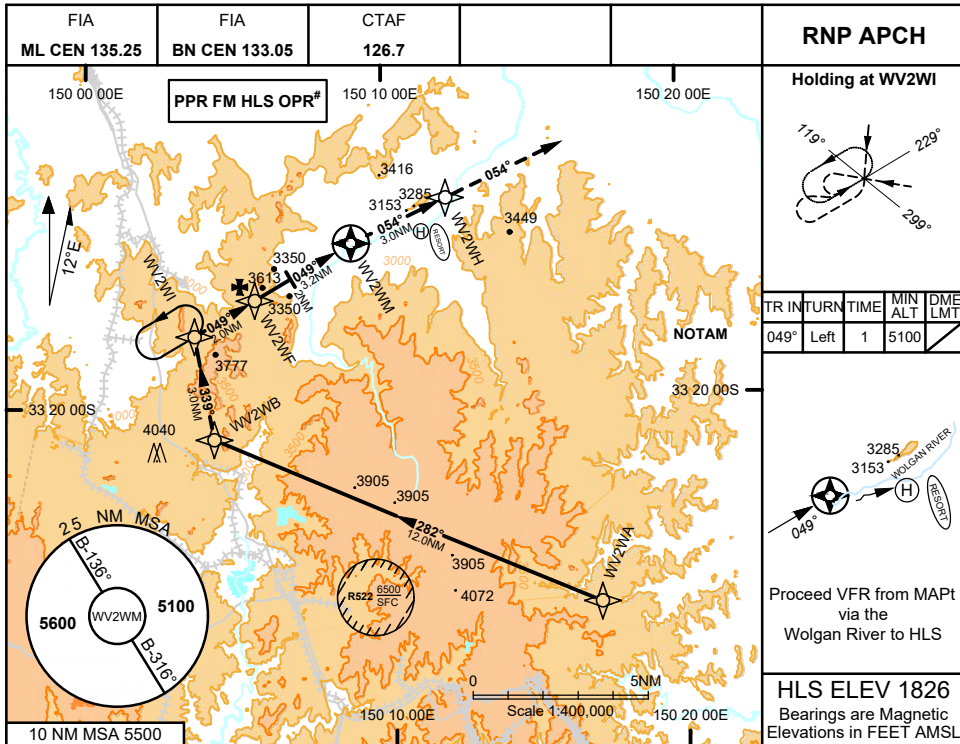 FIA
ML CEN 135.25
FIA
BN CEN 133.05
CTAF
126.7
RNP APCH
150 00 00E
150 10 00E
150 20 00E
PPR FM HLS OPR#
12°E
3416
3285
3153
054°
054°
3.0NM
H
RESORT
WV2WH
3449
3000
WV2WM
3350
049°
3.2NM
2NM
3613
3350
WV2WF
WV2WI
049°
2.0NM
3777
3500
3500
339°
3.0NM
WV2WB
NOTAM
33 20 00S
33 20 00S
3000
3000
3500
4040
3905
3905
282°
12.0NM
3905
4072
3000
WV2WA
R522 6500
SFC
25 NM MSA
B-136°
5600
WV2WM
5100
B-316°
0
5NM
Scale 1:400,000
150 10 00E
150 20 00E
10 NM MSA 5500
Holding at WV2WI
119°
229°
299°
TR IN
TURN
TIME
MIN ALT
DME LMT
049°
Left
1
5100
3285
3153
WOLGAN RIVER
H
RESORT
049°
Proceed VFR from MAPt
via the
Wolgan River to HLS
HLS ELEV 1826
Bearings are Magnetic
Elevations in FEET AMSL